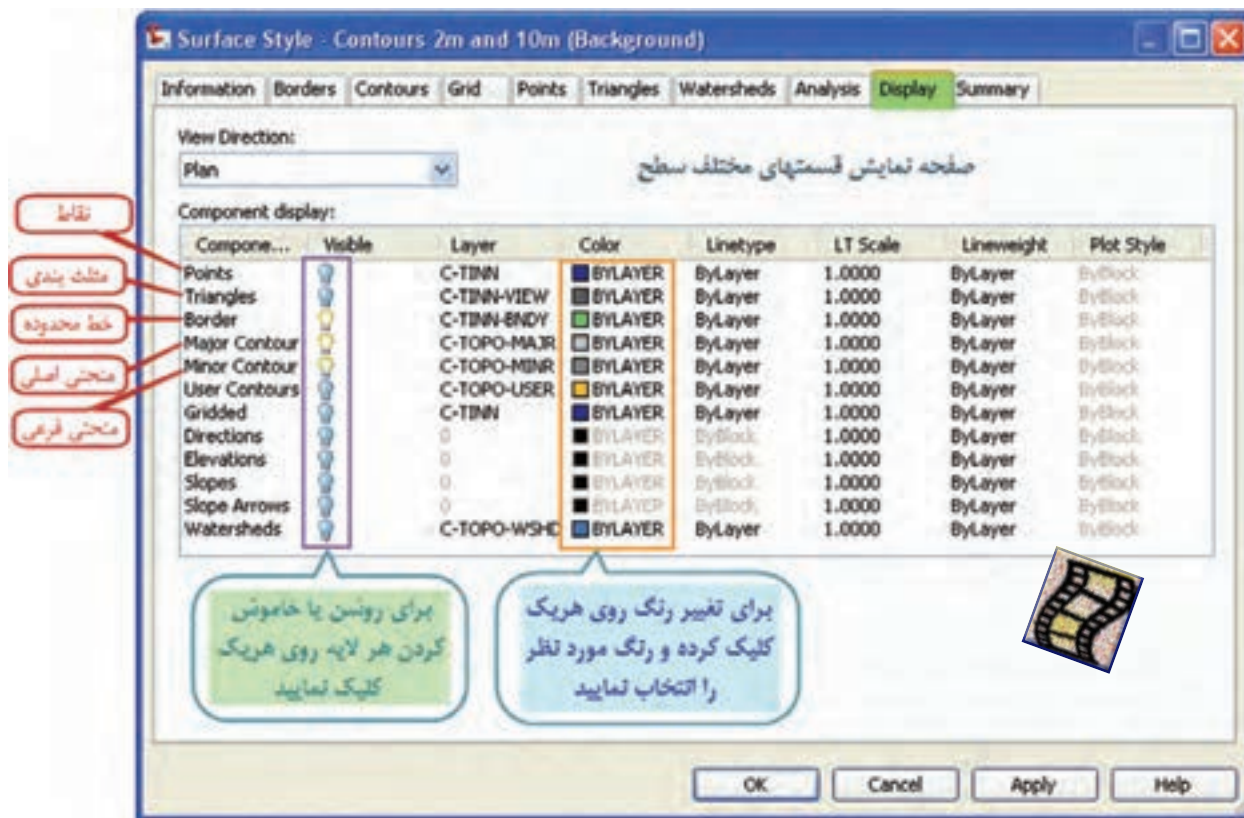 Surface Style - Contours 2m and 10m (Background)
Information Borders Contours Grid Points Triangles Watersheds Analysis Display Summary
View Direction:
Plan
صفحه نمایش قسمتهای مختلف سطح
Component display:
Compone... Visible Layer Color Linetype LT Scale Lineweight Plot Style
Points C-TINN BYLAYER ByLayer 1.0000 ByLayer ByBlock
Triangles C-TINN-VIEW BYLAYER ByLayer 1.0000 ByLayer ByBlock
Border C-TINN-BNDY BYLAYER ByLayer 1.0000 ByLayer ByBlock
Major Contour C-TOPO-MAJR BYLAYER ByLayer 1.0000 ByLayer ByBlock
Minor Contour C-TOPO-MINR BYLAYER ByLayer 1.0000 ByLayer ByBlock
User Contours C-TOPO-USER BYLAYER ByLayer 1.0000 ByLayer ByBlock
Gridded C-TINN BYLAYER ByLayer 1.0000 ByLayer ByBlock
Directions 0 BYLAYER ByBlock 1.0000 ByLayer ByBlock
Elevations 0 BYLAYER ByBlock 1.0000 ByLayer ByBlock
Slopes 0 BYLAYER ByBlock 1.0000 ByLayer ByBlock
Slope Arrows 0 BYLAYER ByBlock 1.0000 ByLayer ByBlock
Watersheds C-TOPO-WSHD BYLAYER ByLayer 1.0000 ByLayer ByBlock
نقاط
مثلث بندی
خط محدوده
منحنی اصلی
منحنی فرعی
برای روشن یا خاموش
کردن هر لایه روی هریک
کلیک نمایید
برای تغییر رنگ روی هریک
کلیک کرده و رنگ مورد نظر
را انتخاب نمایید
OK Cancel Apply Help